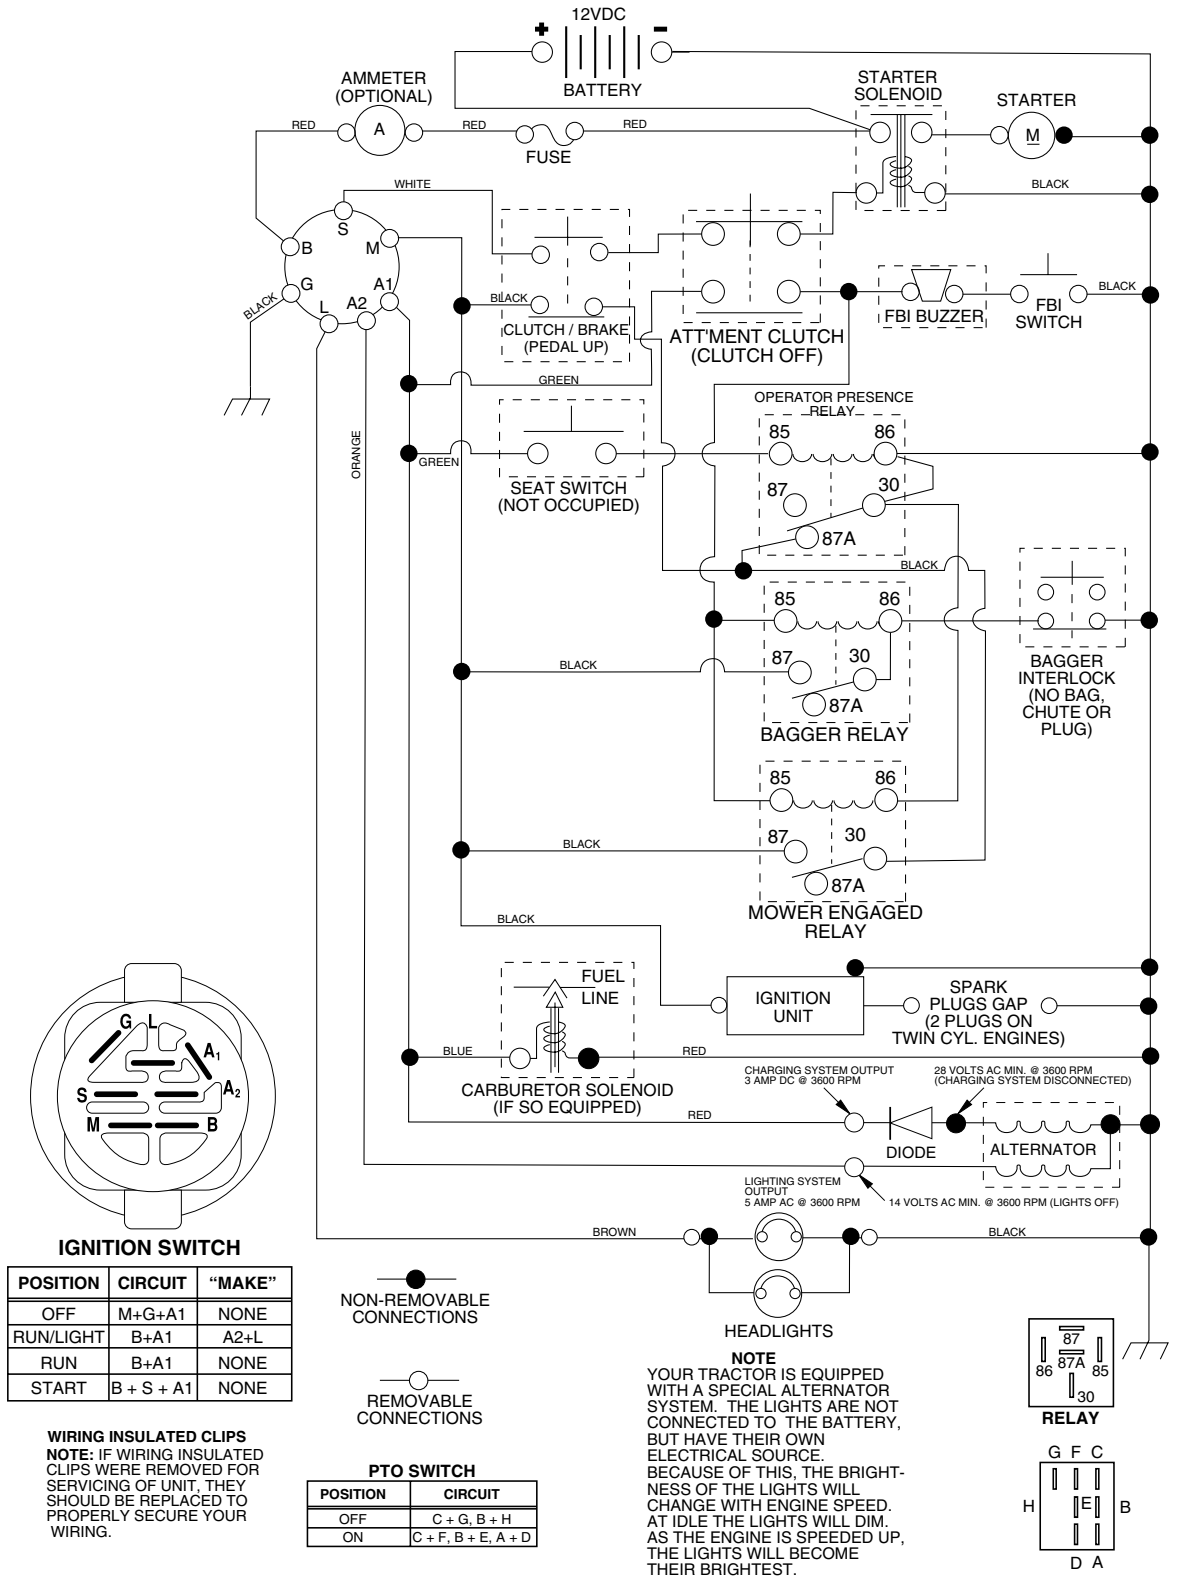 12VDC
+
-
BATTERY
AMMETER
(OPTIONAL)
A
RED
RED
RED
FUSE
STARTER
SOLENOID
STARTER
M
BLACK
WHITE
S
B
M
G
A1
A2
L
BLACK
BLACK
CLUTCH / BRAKE
(PEDAL UP)
ATT'MENT CLUTCH
(CLUTCH OFF)
FBI BUZZER
FBI
SWITCH
BLACK
GREEN
ORANGE
GREEN
SEAT SWITCH
(NOT OCCUPIED)
OPERATOR PRESENCE
RELAY
85
86
87
30
87A
BLACK
85
86
87
30
87A
BAGGER RELAY
BLACK
BAGGER
INTERLOCK
(NO BAG,
CHUTE OR
PLUG)
85
86
87
30
87A
MOWER ENGAGED
RELAY
BLACK
BLACK
FUEL
LINE
IGNITION
UNIT
SPARK
PLUGS GAP
(2 PLUGS ON
TWIN CYL. ENGINES)
BLUE
RED
CARBURETOR SOLENOID
(IF SO EQUIPPED)
CHARGING SYSTEM OUTPUT
3 AMP DC @ 3600 RPM
28 VOLTS AC MIN. @ 3600 RPM
(CHARGING SYSTEM DISCONNECTED)
RED
DIODE
ALTERNATOR
LIGHTING SYSTEM
OUTPUT
5 AMP AC @ 3600 RPM
14 VOLTS AC MIN. @ 3600 RPM (LIGHTS OFF)
BROWN
BLACK
HEADLIGHTS
G
L
A1
S
A2
M
B
IGNITION SWITCH
POSITION CIRCUIT “MAKE”
OFF M+G+A1 NONE
RUN/LIGHT B+A1 A2+L
RUN B+A1 NONE
START B + S + A1 NONE
WIRING INSULATED CLIPS
NOTE: IF WIRING INSULATED
CLIPS WERE REMOVED FOR
SERVICING OF UNIT, THEY
SHOULD BE REPLACED TO
PROPERLY SECURE YOUR
WIRING.
NON-REMOVABLE
CONNECTIONS
REMOVABLE
CONNECTIONS
PTO SWITCH
POSITION CIRCUIT
OFF C + G, B + H
ON C + F, B + E, A + D
NOTE
YOUR TRACTOR IS EQUIPPED
WITH A SPECIAL ALTERNATOR
SYSTEM. THE LIGHTS ARE NOT
CONNECTED TO THE BATTERY,
BUT HAVE THEIR OWN
ELECTRICAL SOURCE.
BECAUSE OF THIS, THE BRIGHT-
NESS OF THE LIGHTS WILL
CHANGE WITH ENGINE SPEED.
AT IDLE THE LIGHTS WILL DIM.
AS THE ENGINE IS SPEEDED UP,
THE LIGHTS WILL BECOME
THEIR BRIGHTEST.
87
87A
86
85
30
RELAY
G F C
H
E
B
D A